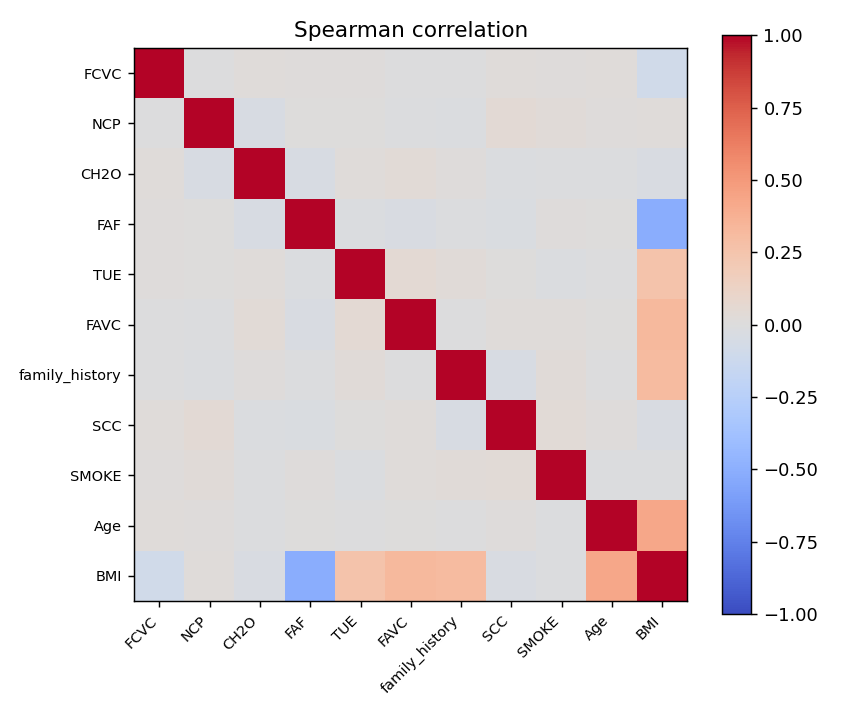 Spearman correlation
FCVC
NCP
CH2O
FAF
TUE
FAVC
family_history
SCC
SMOKE
Age
BMI
FCVC
NCP
CH2O
FAF
TUE
FAVC
family_history
SCC
SMOKE
Age
BMI
1.00
0.75
0.50
0.25
0.00
−0.25
−0.50
−0.75
−1.00